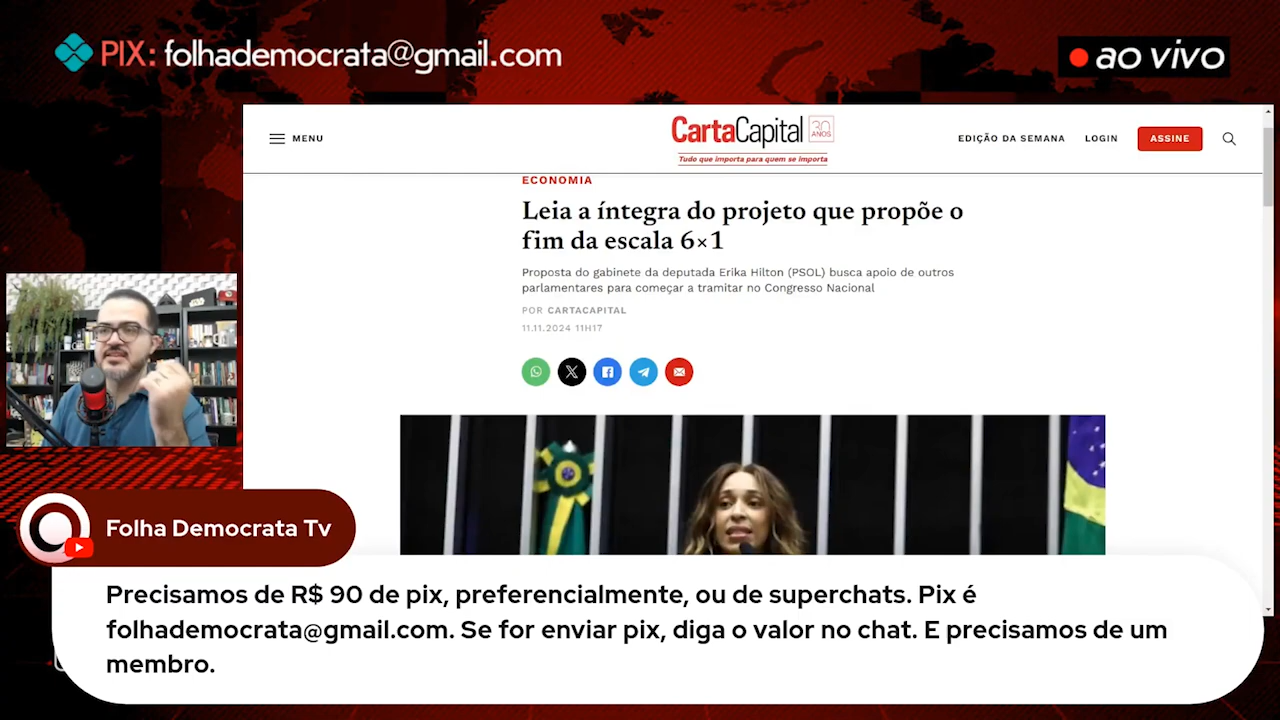 PIX: folhademocrata@gmail.com
ao vivo
MENU
CartaCapital 30 ANOS
Tudo que importa para quem se importa
EDIÇÃO DA SEMANA LOGIN ASSINE
ECONOMIA
Leia a íntegra do projeto que propõe o
fim da escala 6×1
Proposta do gabinete da deputada Erika Hilton (PSOL) busca apoio de outros
parlamentares para começar a tramitar no Congresso Nacional
POR CARTACAPITAL
11.11.2024 11H17
Folha Democrata Tv
Precisamos de R$ 90 de pix, preferencialmente, ou de superchats. Pix é
folhademocrata@gmail.com. Se for enviar pix, diga o valor no chat. E precisamos de um
membro.